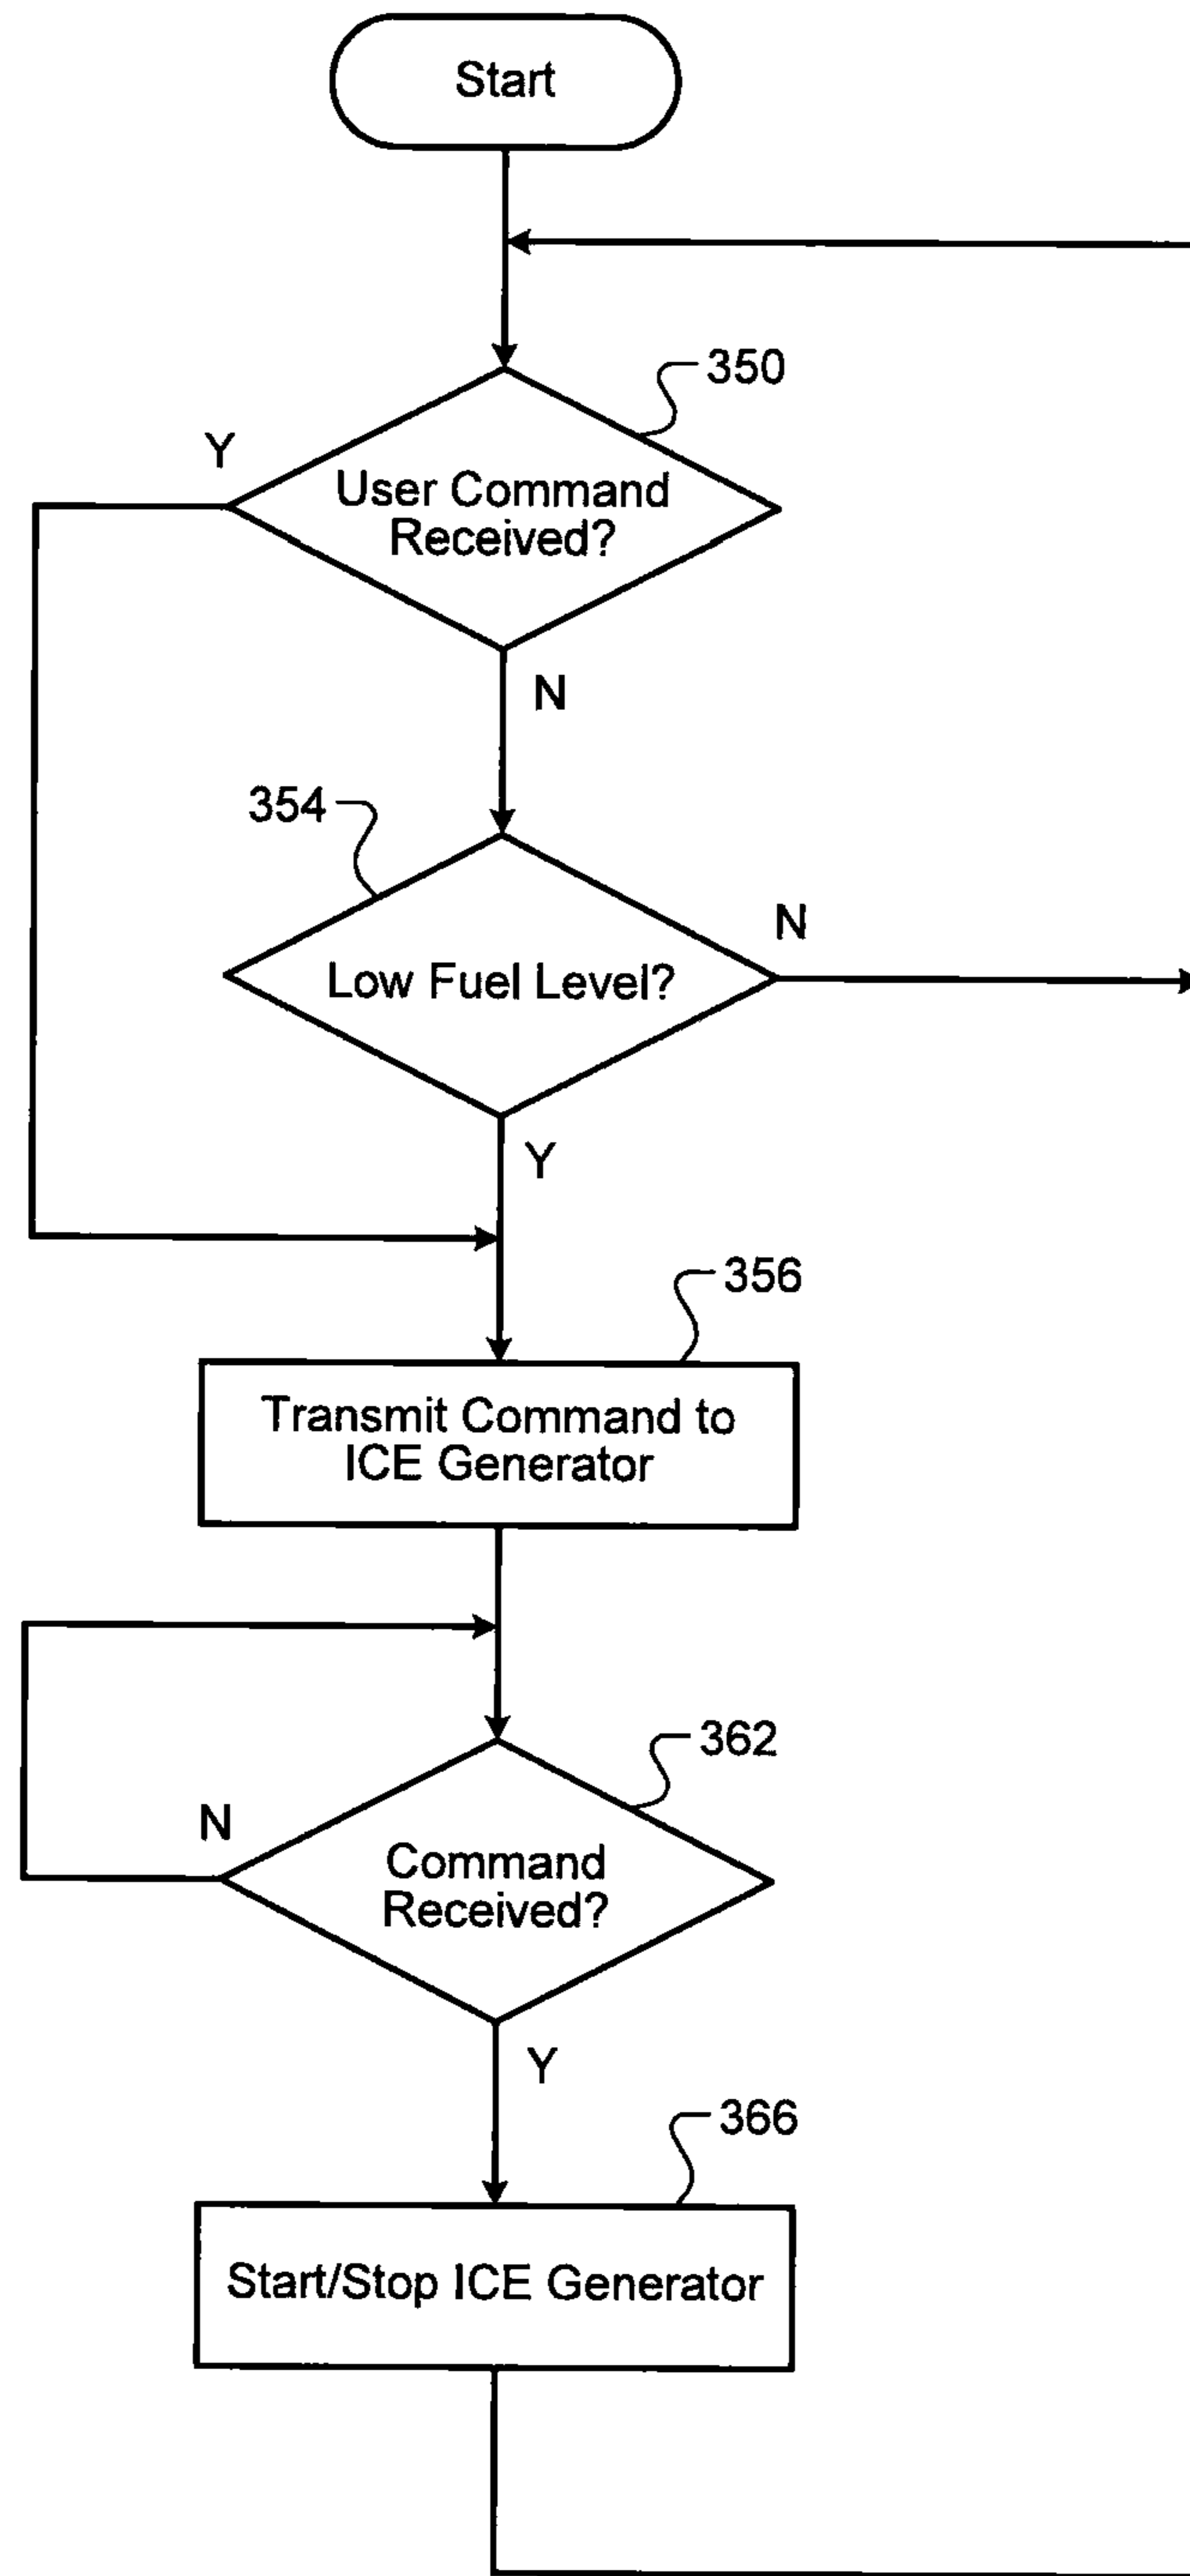 Start
350
Y
User Command
Received?
N
354
N
Low Fuel Level?
Y
356
Transmit Command to
ICE Generator
362
N
Command
Received?
Y
366
Start/Stop ICE Generator